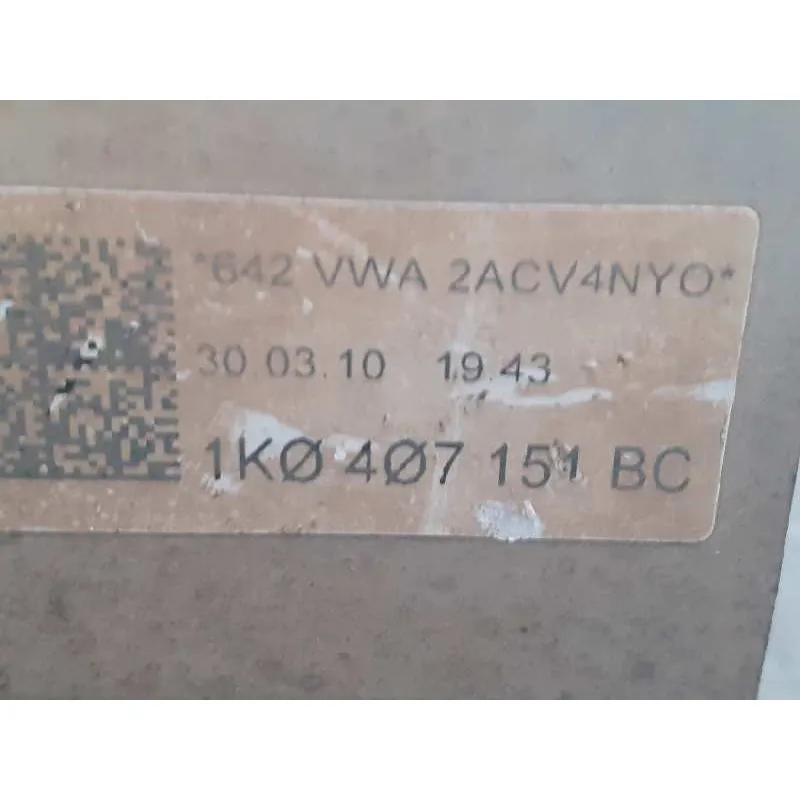 *642 VWA 2ACV4NYO*
30.03.10 19.43
1KØ 4Ø7 151 BC